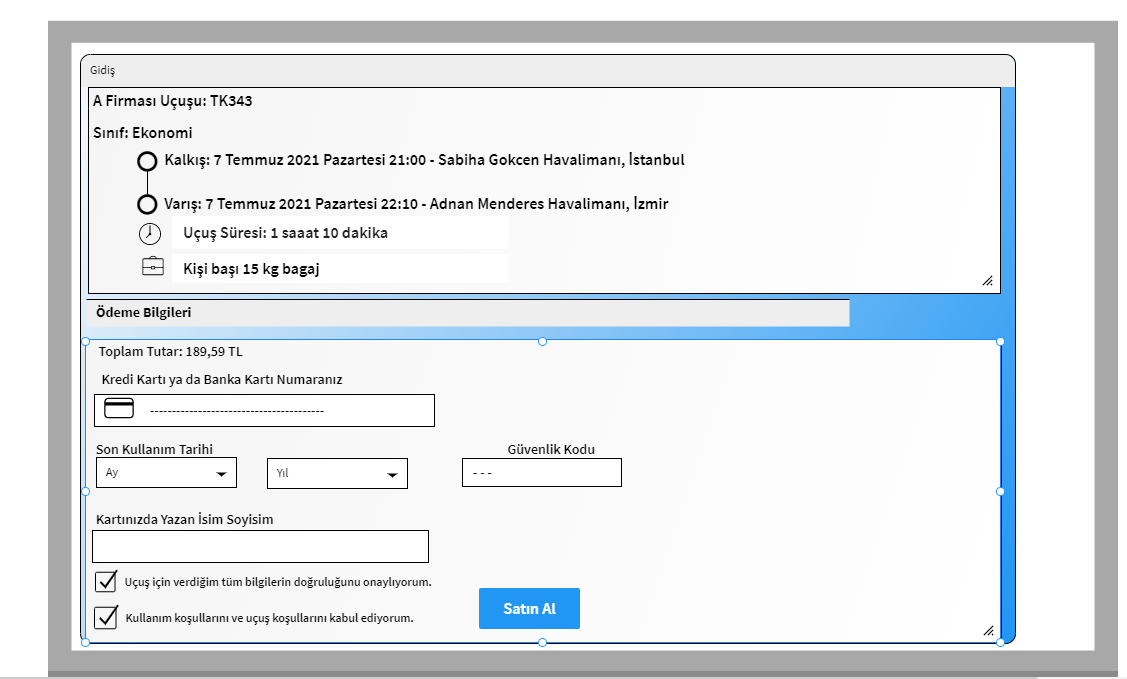 Gidiş
A Firması Uçuşu: TK343
Sınıf: Ekonomi
Kalkış: 7 Temmuz 2021 Pazartesi 21:00 - Sabiha Gokcen Havalimanı, İstanbul
Varış: 7 Temmuz 2021 Pazartesi 22:10 - Adnan Menderes Havalimanı, İzmir
Uçuş Süresi: 1 saaat 10 dakika
Kişi başı 15 kg bagaj
Ödeme Bilgileri
Toplam Tutar: 189,59 TL
Kredi Kartı ya da Banka Kartı Numaranız
----------------------------------------
Son Kullanım Tarihi Güvenlik Kodu
Ay Yıl - - -
Kartınızda Yazan İsim Soyisim
Uçuş için verdiğim tüm bilgilerin doğruluğunu onaylıyorum.
Satın Al
Kullanım koşullarını ve uçuş koşullarını kabul ediyorum.